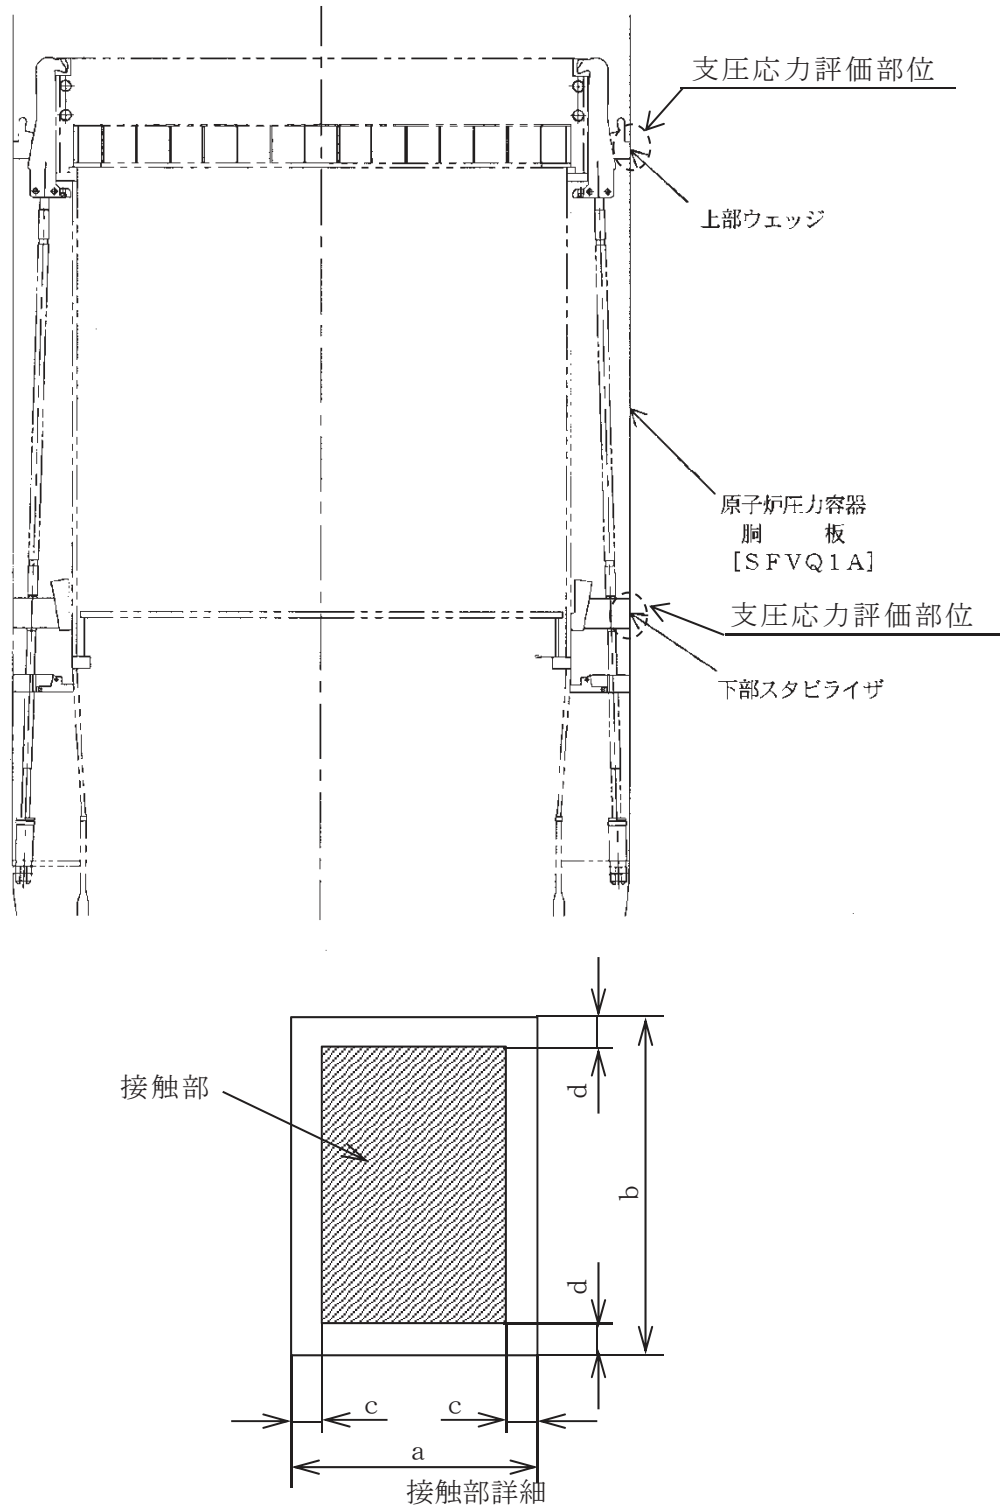 支圧応力評価部位
上部ウェッジ
原子炉圧力容器
胴　　板
[SFVQ1A]
支圧応力評価部位
下部スタビライザ
d
接触部
b
d
c
c
a
接触部詳細